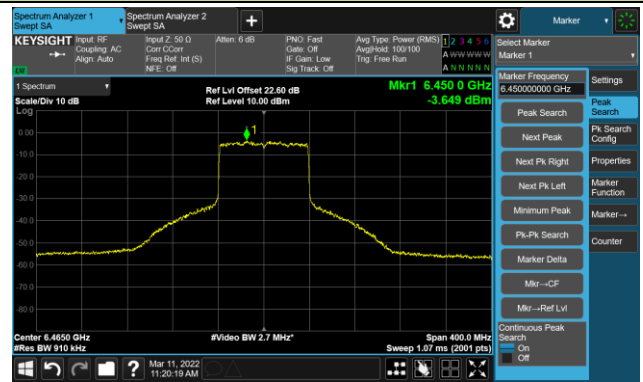 Spectrum Analyzer 1
Swept SA
Spectrum Analyzer 2
Swept SA
+
Marker
KEYSIGHT
Input: RF
Coupling: AC
Align: Auto
Input Z: 50 Ω
Corr CCorr
Freq Ref: Int (S)
NFE: Off
Atten: 6 dB
PNO: Fast
Gate: Off
IF Gain: Low
Sig Track: Off
Avg Type: Power (RMS)
Avg|Hold: 100/100
Trig: Free Run
1 2 3 4 5 6
A W W W W W
A N N N N N
LW
Select Marker
Marker 1
1 Spectrum
Scale/Div 10 dB
Log
Ref Lvl Offset 22.60 dB
Ref Level 10.00 dBm
Mkr1 6.450 0 GHz
-3.649 dBm
1
0.00
-10.0
-20.0
-30.0
-40.0
-50.0
-60.0
-70.0
-80.0
Center 6.4650 GHz
#Res BW 910 kHz
#Video BW 2.7 MHz*
Span 400.0 MHz
Sweep 1.07 ms (2001 pts)
Marker Frequency
6.450000000 GHz
Peak Search
Next Peak
Next Pk Right
Next Pk Left
Minimum Peak
Pk-Pk Search
Marker Delta
Mkr→CF
Mkr→Ref Lvl
Continuous Peak
Search
On
Off
Settings
Peak
Search
Pk Search
Config
Properties
Marker
Function
Marker→
Counter
?
Mar 11, 2022
11:20:19 AM